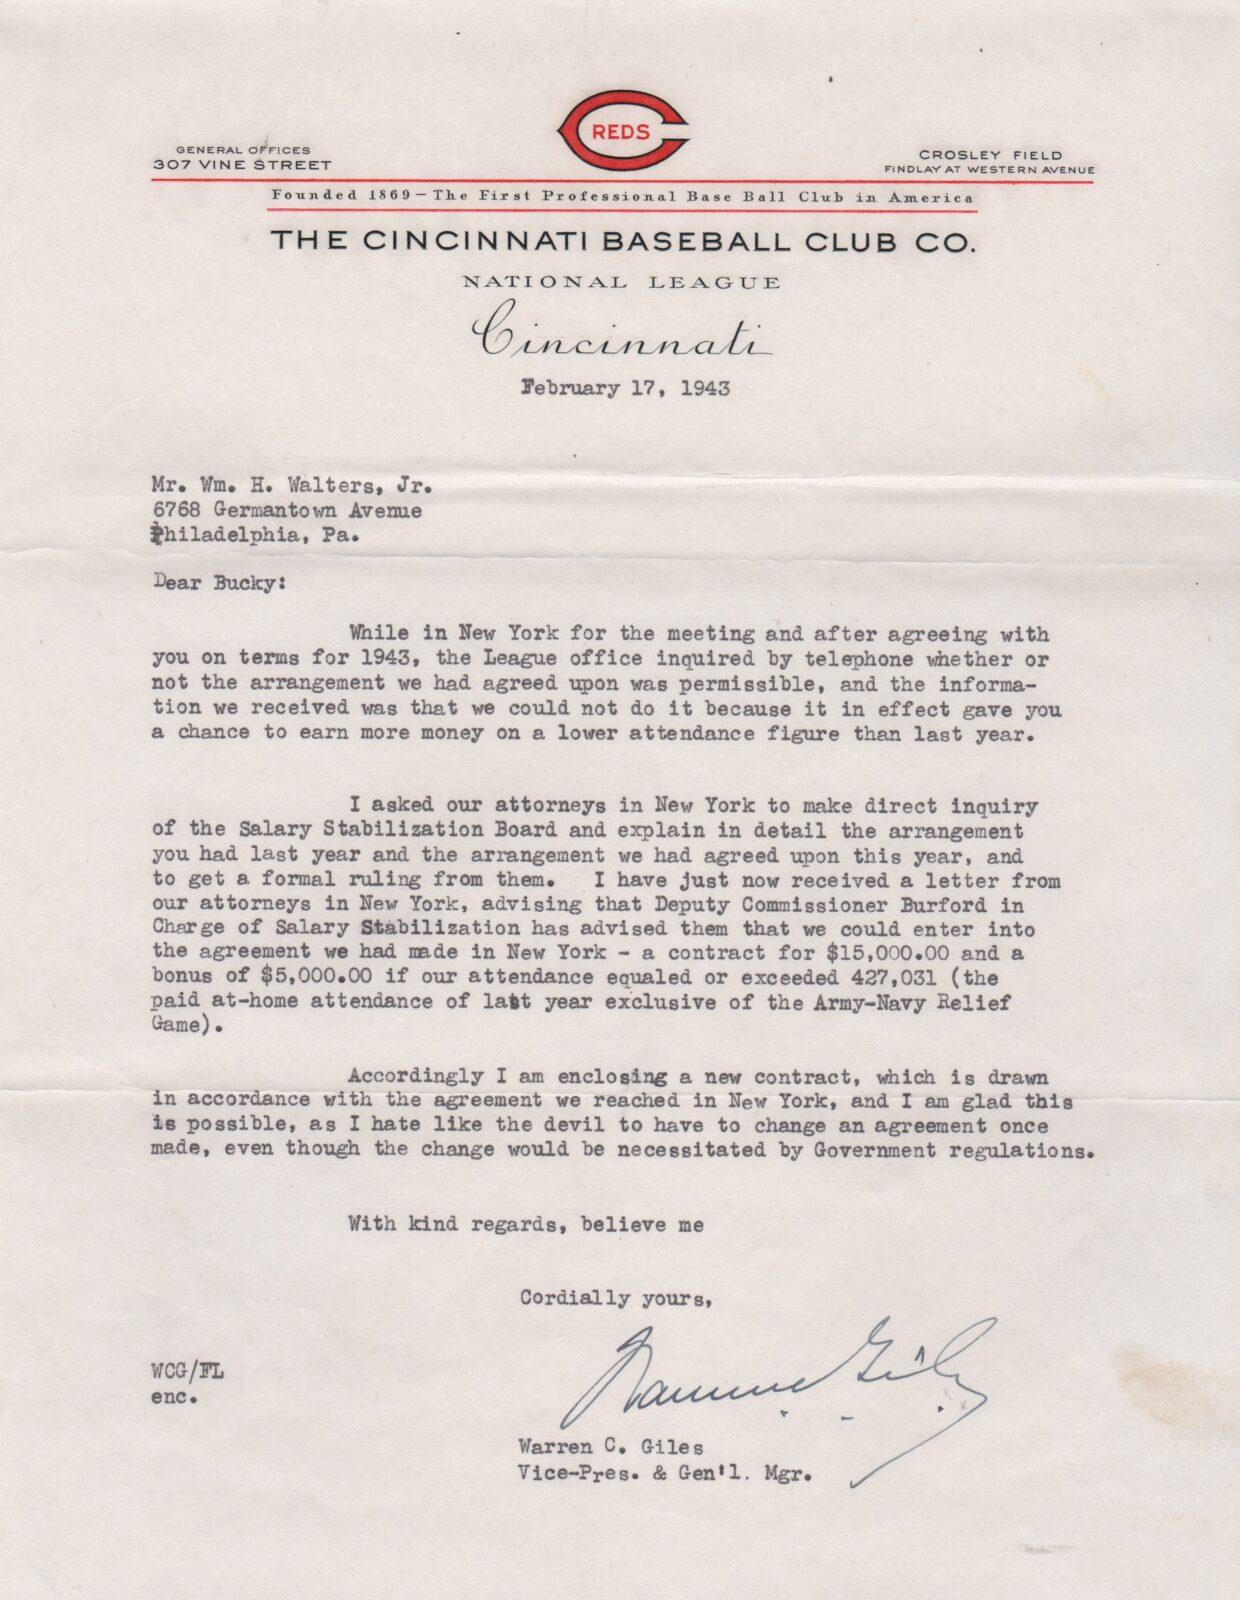 REDS
GENERAL OFFICES
307 VINE STREET
CROSLEY FIELD
FINDLAY AT WESTERN AVENUE
Founded 1869 — The First Professional Base Ball Club in America
THE CINCINNATI BASEBALL CLUB CO.
NATIONAL LEAGUE
Cincinnati
February 17, 1943
Mr. Wm. H. Walters, Jr.
6768 Germantown Avenue
Philadelphia, Pa.
Dear Bucky:
While in New York for the meeting and after agreeing with
you on terms for 1943, the League office inquired by telephone whether or
not the arrangement we had agreed upon was permissible, and the informa-
tion we received was that we could not do it because it in effect gave you
a chance to earn more money on a lower attendance figure than last year.
I asked our attorneys in New York to make direct inquiry
of the Salary Stabilization Board and explain in detail the arrangement
you had last year and the arrangement we had agreed upon this year, and
to get a formal ruling from them. I have just now received a letter from
our attorneys in New York, advising that Deputy Commissioner Burford in
Charge of Salary Stabilization has advised them that we could enter into
the agreement we had made in New York - a contract for $15,000.00 and a
bonus of $5,000.00 if our attendance equaled or exceeded 427,031 (the
paid at-home attendance of last year exclusive of the Army-Navy Relief
Game).
Accordingly I am enclosing a new contract, which is drawn
in accordance with the agreement we reached in New York, and I am glad this
is possible, as I hate like the devil to have to change an agreement once
made, even though the change would be necessitated by Government regulations.
With kind regards, believe me
Cordially yours,
Warren Giles
WCG/FL
enc.
Warren C. Giles
Vice-Pres. & Gen'l. Mgr.